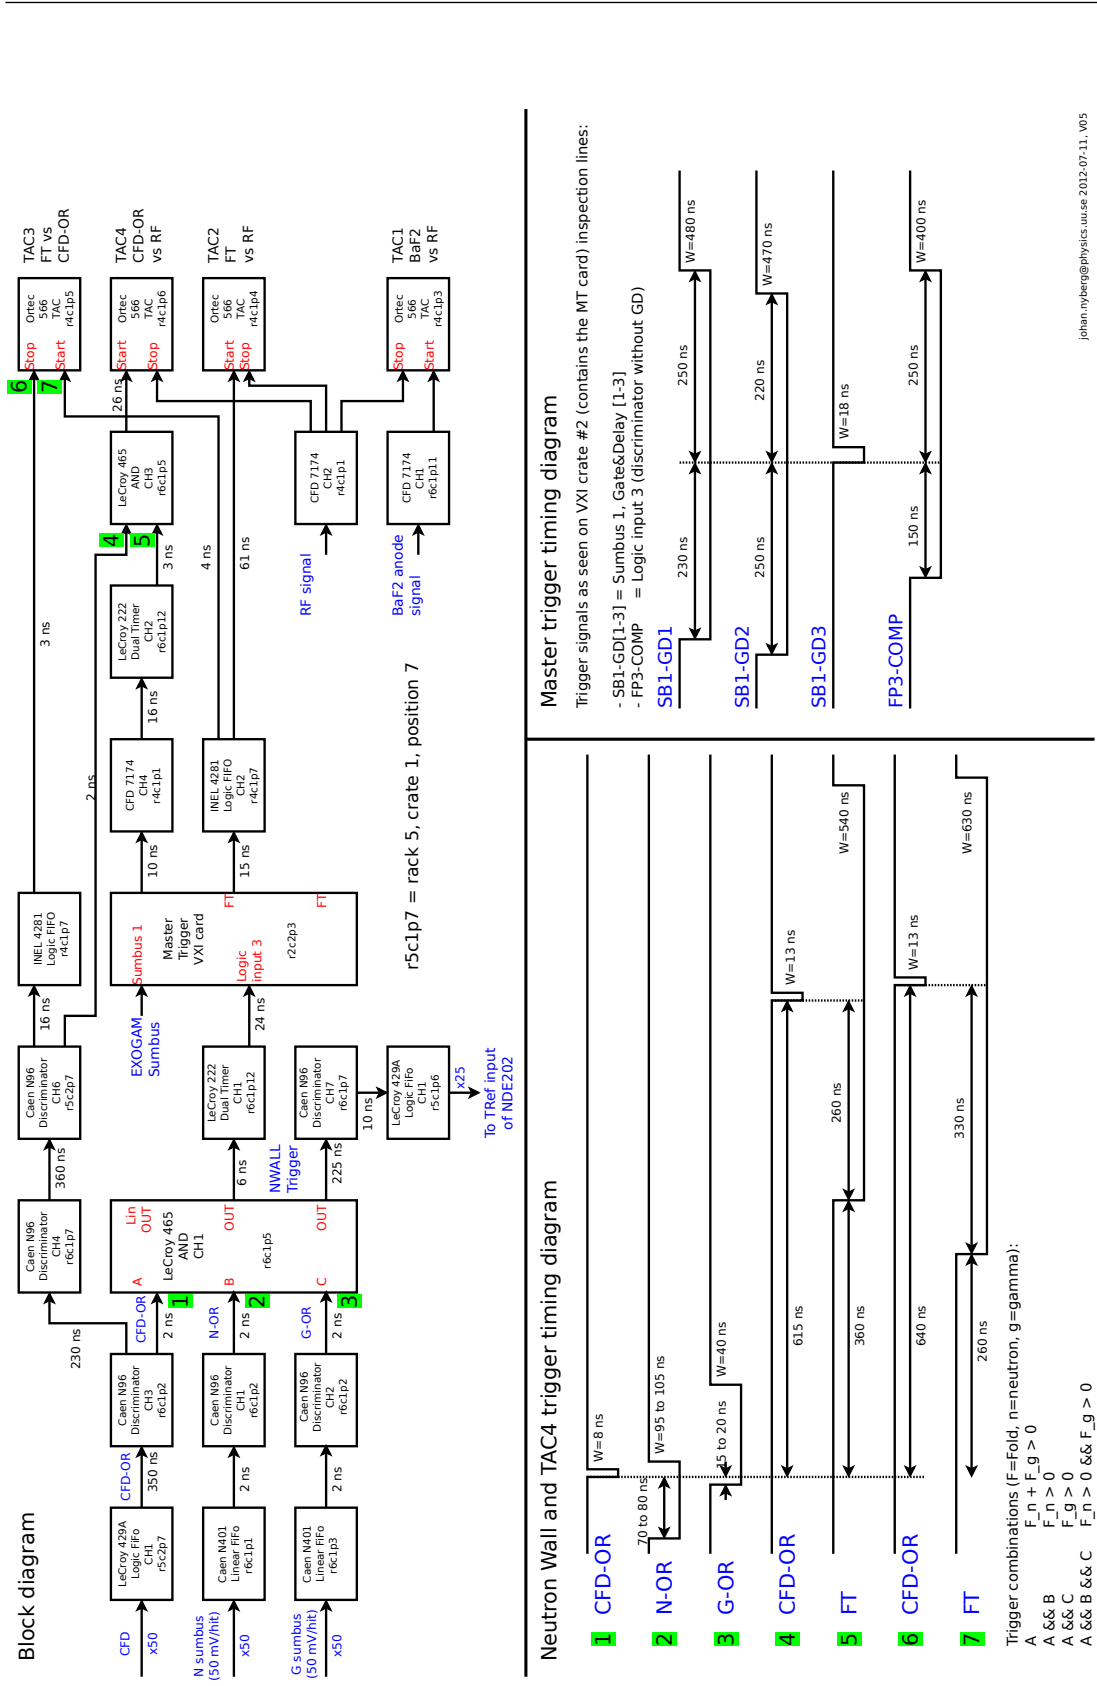 Block diagram
CFD
x50
N sumbus
(50 mV/hit)
x50
G sumbus
(50 mV/hit)
x50
LeCroy 429A
Logic FiFo
CH1
r5c2p7
Caen N401
Linear FiFo
r6c1p1
Caen N401
Linear FiFo
r6c1p3
CFD-OR
350 ns
2 ns
2 ns
Caen N96
Discriminator
CH3
r6c1p2
Caen N96
Discriminator
CH1
r6c1p2
Caen N96
Discriminator
CH2
r6c1p2
230 ns
CFD-OR
2 ns
N-OR
2 ns
G-OR
2 ns
1
2
3
Caen N96
Discriminator
CH4
r6c1p7
A
B
C
Lin
OUT
OUT
OUT
LeCroy 465
AND
CH1
r6c1p5
360 ns
6 ns
NWALL
Trigger
225 ns
Caen N96
Discriminator
CH6
r5c2p7
LeCroy 222
Dual Timer
CH1
r6c1p12
Caen N96
Discriminator
CH7
r6c1p7
10 ns
LeCroy 429A
Logic FiFo
CH1
r5c1p6
x25
To TRef input
of NDE202
16 ns
EXOGAM
Sumbus
24 ns
INEL 4281
Logic FIFO
r4c1p7
Sumbus 1
Master
Trigger
VXI card
Logic
input 3
r2c2p3
FT
FT
r5c1p7 = rack 5, crate 1, position 7
2 ns
10 ns
15 ns
CFD 7174
CH4
r4c1p1
INEL 4281
Logic FIFO
CH2
r4c1p7
3 ns
16 ns
LeCroy 222
Dual Timer
CH2
r6c1p12
3 ns
4 ns
61 ns
RF signal
BaF2 anode
signal
4
5
LeCroy 465
AND
CH3
r6c1p5
CFD 7174
CH2
r4c1p1
CFD 7174
CH1
r6c1p11
26 ns
6
7
Stop
Start
Ortec
566
TAC
r4c1p5
Start
Stop
Ortec
566
TAC
r4c1p6
Start
Stop
Ortec
566
TAC
r4c1p4
Stop
Start
Ortec
566
TAC
r4c1p3
TAC3
FT vs
CFD-OR
TAC4
CFD-OR
vs RF
TAC2
FT
vs RF
TAC1
BaF2
vs RF
Neutron Wall and TAC4 trigger timing diagram
1 CFD-OR
W=8 ns
2 N-OR
70 to 80 ns
W=95 to 105 ns
3 G-OR
15 to 20 ns
W=40 ns
4 CFD-OR
615 ns
W=13 ns
5 FT
360 ns
260 ns
W=540 ns
6 CFD-OR
640 ns
W=13 ns
7 FT
260 ns
330 ns
W=630 ns
Trigger combinations (F=Fold, n=neutron, g=gamma):
A F_n + F_g > 0
A && B F_n > 0
A && C F_g > 0
A && B && C F_n > 0 && F_g > 0
Master trigger timing diagram
Trigger signals as seen on VXI crate #2 (contains the MT card) inspection lines:
- SB1-GD[1-3] = Sumbus 1, Gate&Delay [1-3]
- FP3-COMP = Logic input 3 (discriminator without GD)
SB1-GD1
230 ns
250 ns
W=480 ns
SB1-GD2
250 ns
220 ns
W=470 ns
SB1-GD3
W=18 ns
FP3-COMP
150 ns
250 ns
W=400 ns
johan.nyberg@physics.uu.se 2012-07-11, V05